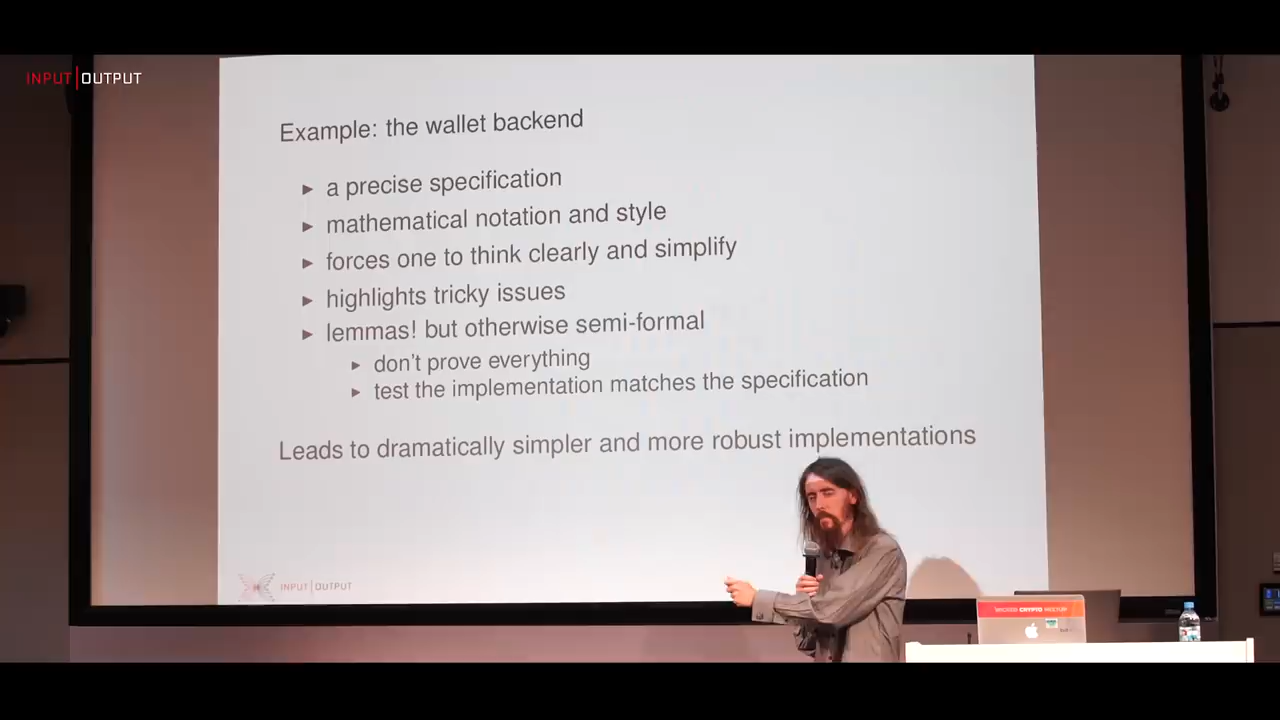 INPUT|OUTPUT
Example: the wallet backend
a precise specification
mathematical notation and style
forces one to think clearly and simplify
highlights tricky issues
lemmas! but otherwise semi-formal
don't prove everything
test the implementation matches the specification
Leads to dramatically simpler and more robust implementations
INPUT|OUTPUT
WICKED CRYPTO MEETUP